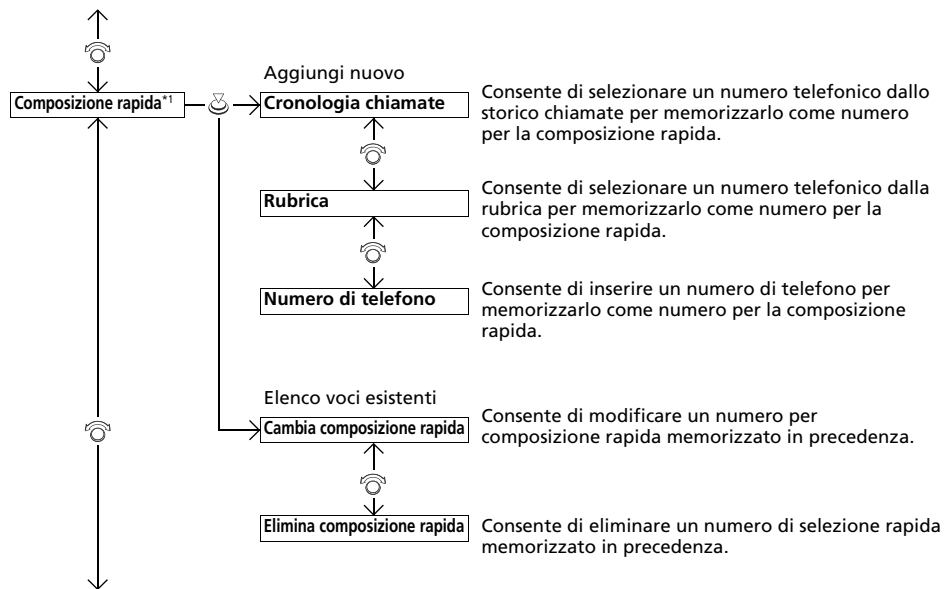 Composizione rapida*1
Aggiungi nuovo
Cronologia chiamate
Consente di selezionare un numero telefonico dallo
storico chiamate per memorizzarlo come numero
per la composizione rapida.
Rubrica
Consente di selezionare un numero telefonico dalla
rubrica per memorizzarlo come numero per la
composizione rapida.
Numero di telefono
Consente di inserire un numero di telefono per
memorizzarlo come numero per la composizione
rapida.
Elenco voci esistenti
Cambia composizione rapida
Consente di modificare un numero per
composizione rapida memorizzato in precedenza.
Elimina composizione rapida
Consente di eliminare un numero di selezione rapida
memorizzato in precedenza.